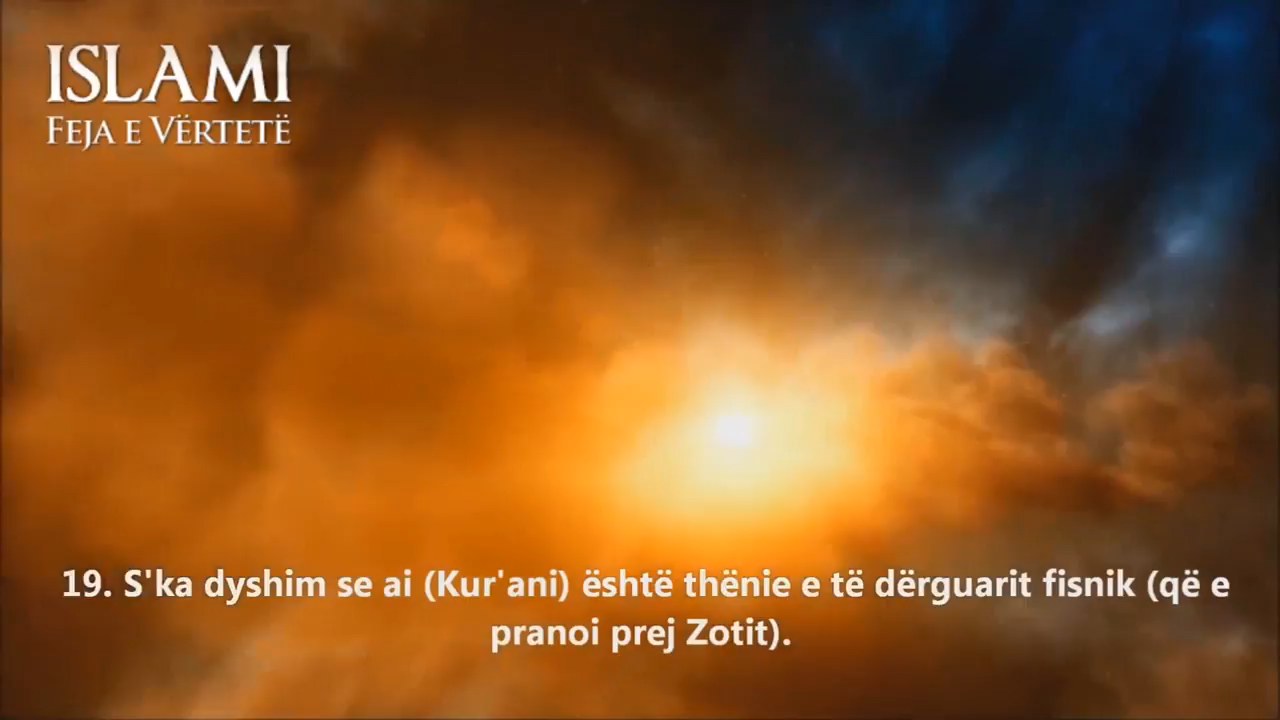 ISLAMI
FEJA E VËRTETË
19. S'ka dyshim se ai (Kur'ani) është thënie e të dërguarit fisnik (që e
pranoi prej Zotit).